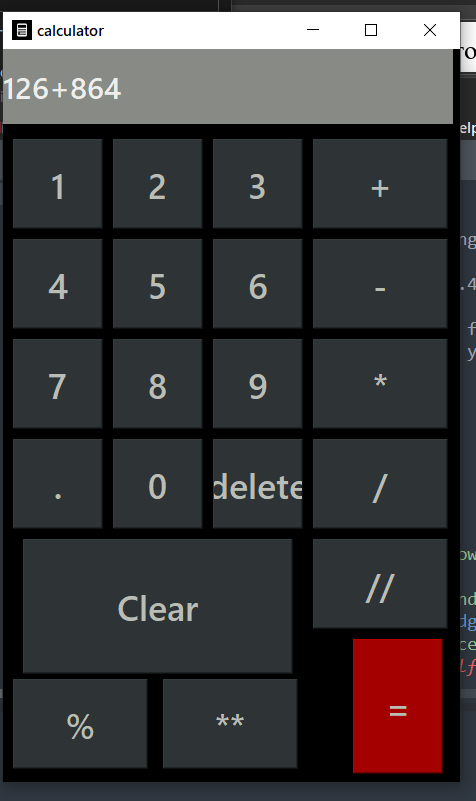 calculator
126+864
1 2 3 +
4 5 6 -
7 8 9 *
. 0 delete /
Clear //
% ** =